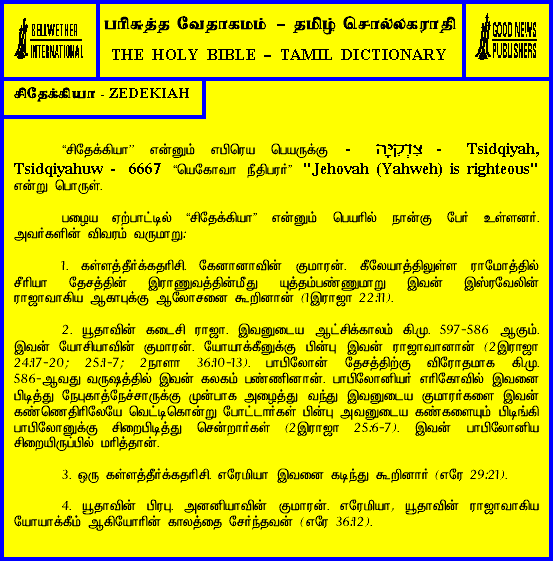 BELLWETHER
INTERNATIONAL
பரிசுத்த வேதாகமம் – தமிழ் சொல்லகராதி
THE HOLY BIBLE – TAMIL DICTIONARY
GOOD NEWS
PUBLISHERS
சிதேக்கியா - ZEDEKIAH
“சிதேக்கியா” என்னும் எபிரெய பெயருக்கு - צִדְקִיָּה - Tsidqiyah,
Tsidqiyahuw - 6667 “யெகோவா நீதிபரர்” "Jehovah (Yahweh) is righteous"
என்று பொருள்.
பழைய ஏற்பாட்டில் “சிதேக்கியா” என்னும் பெயரில் நான்கு பேர் உள்ளனர்.
அவர்களின் விவரம் வருமாறு:
1. கள்ளத்தீர்க்கதரிசி. கேனானாவின் குமாரன். கீலேயாத்திலுள்ள ராமோத்தில்
சீரியா தேசத்தின் இராணுவத்தின்மீது யுத்தம்பண்ணுமாறு இவன் இஸ்ரவேலின்
ராஜாவாகிய ஆகாபுக்கு ஆலோசனை கூறினான் (1இராஜா 22:11).
2. யூதாவின் கடைசி ராஜா. இவனுடைய ஆட்சிக்காலம் கி.மு. 597-586 ஆகும்.
இவன் யோசியாவின் குமாரன். யோயாக்கீனுக்கு பின்பு இவன் ராஜாவானான் (2இராஜா
24:17-20; 25:1-7; 2நாளா 36:10-13). பாபிலோன் தேசத்திற்கு விரோதமாக கி.மு.
586-ஆவது வருஷத்தில் இவன் கலகம் பண்ணினான். பாபிலோனியர் எரிகோவில் இவனை
பிடித்து நேபுகாத்நேச்சாருக்கு முன்பாக அழைத்து வந்து இவனுடைய குமாரர்களை இவன்
கண்ணெதிரிலேயே வெட்டிகொன்று போட்டார்கள் பின்பு அவனுடைய கண்களையும் பிடிங்கி
பாபிலோனுக்கு சிறைபிடித்து சென்றார்கள் (2இராஜா 25:6-7). இவன் பாபிலோனிய
சிறையிருப்பில் மரித்தான்.
3. ஒரு கள்ளத்தீர்க்கதரிசி. எரேமியா இவனை கடிந்து கூறினார் (எரே 29:21).
4. யூதாவின் பிரபு. அனனியாவின் குமாரன். எரேமியா, யூதாவின் ராஜாவாகிய
யோயாக்கீம் ஆகியோரின் காலத்தை சேர்ந்தவன் (எரே 36:12).